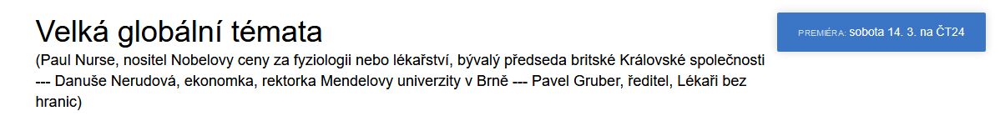 Velká globální témata
PREMIÉRA: sobota 14. 3. na ČT24
(Paul Nurse, nositel Nobelovy ceny za fyziologii nebo lékařství, bývalý předseda britské Královské společnosti
--- Danuše Nerudová, ekonomka, rektorka Mendelovy univerzity v Brně --- Pavel Gruber, ředitel, Lékaři bez
hranic)